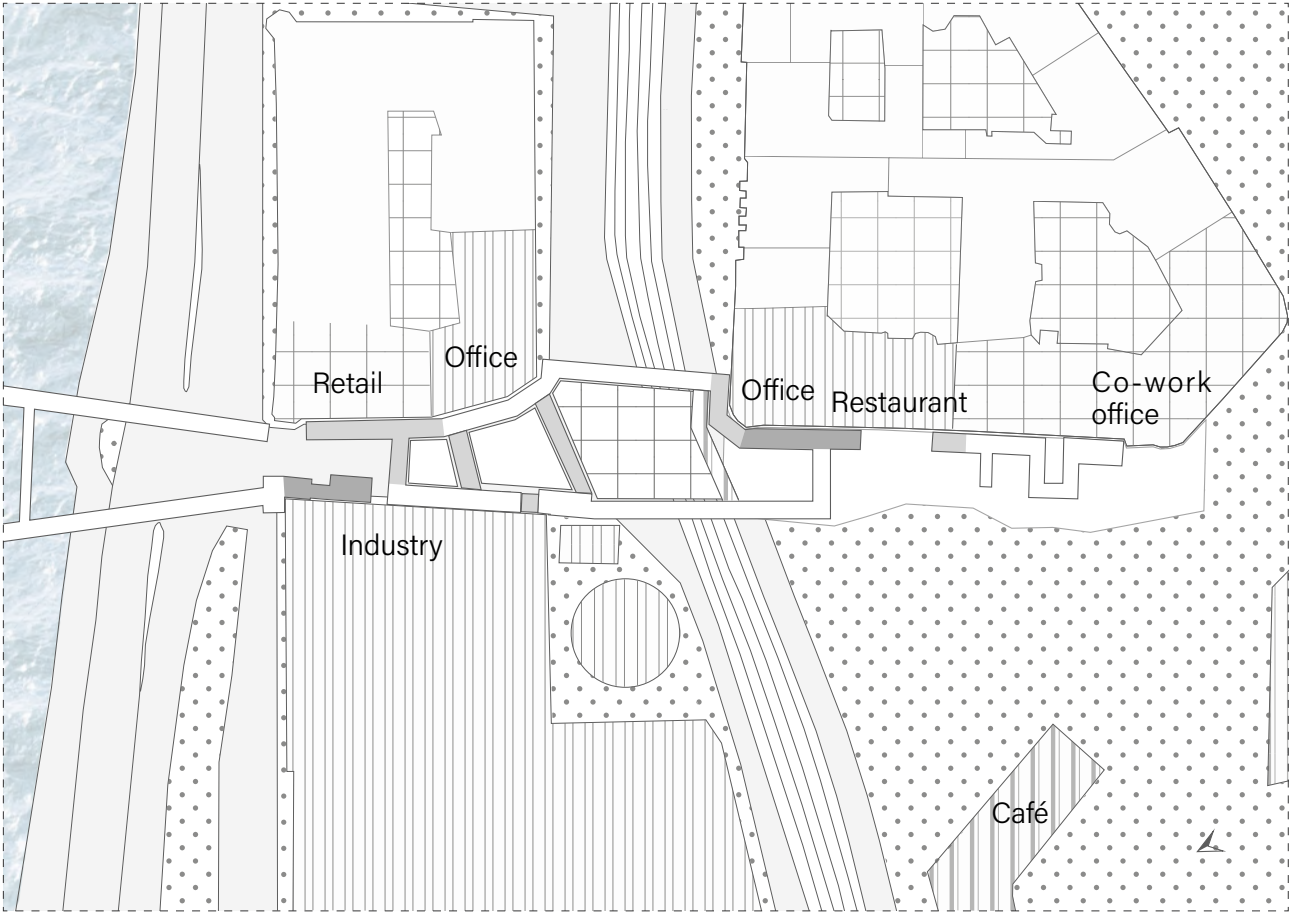 Office
Retail
Office
Restaurant
Co-work
office
Industry
Café